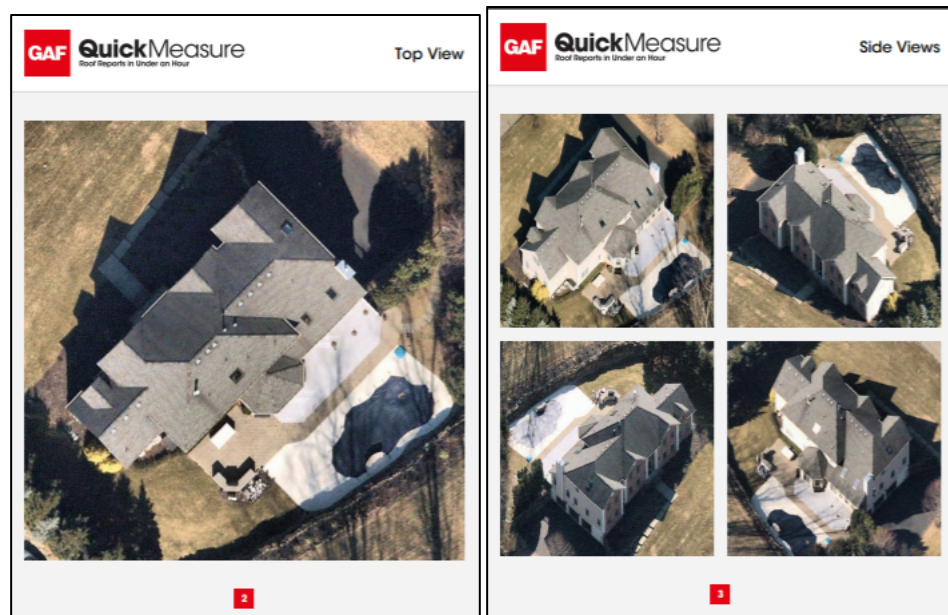 GAF
QuickMeasure
Roof Reports in Under an Hour
Top View
2
GAF
QuickMeasure
Roof Reports in Under an Hour
Side Views
3